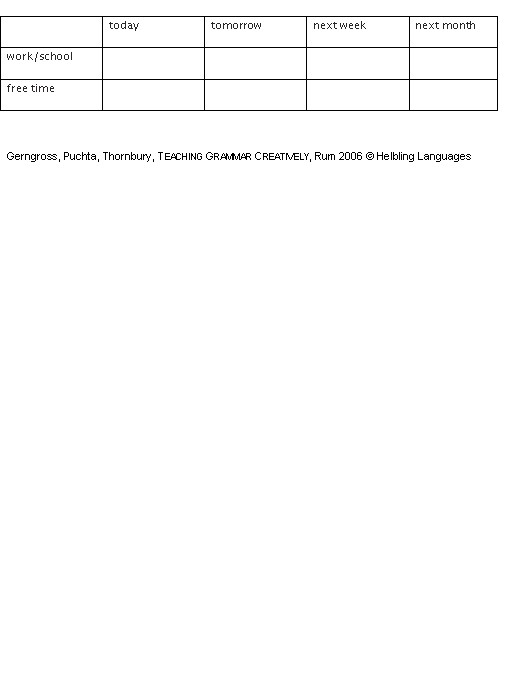 today tomorrow next week next month
work/school
free time
Gerngross, Puchta, Thornbury, TEACHING GRAMMAR CREATIVELY, Rum 2006 © Helbling Languages